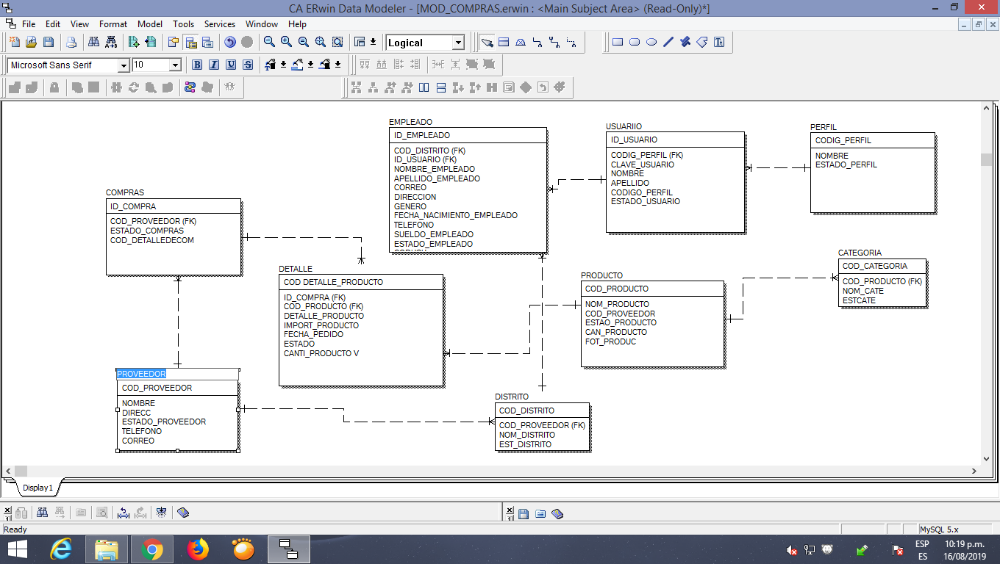 CA ERwin Data Modeler - [MOD_COMPRAS.erwin : <Main Subject Area> (Read-Only)*]
File Edit View Format Model Tools Services Window Help
Logical
Microsoft Sans Serif 10 B I U S
EMPLEADO
ID_EMPLEADO
COD_DISTRITO (FK)
ID_USUARIO (FK)
NOMBRE_EMPLEADO
APELLIDO_EMPLEADO
CORREO
DIRECCION
GENERO
FECHA_NACIMIENTO_EMPLEADO
TELEFONO
SUELDO_EMPLEADO
ESTADO_EMPLEADO
USUARIIO
ID_USUARIO
CODIG_PERFIL (FK)
CLAVE_USUARIO
NOMBRE
APELLIDO
CODIGO_PERFIL
ESTADO_USUARIO
PERFIL
CODIG_PERFIL
NOMBRE
ESTADO_PERFIL
COMPRAS
ID_COMPRA
COD_PROVEEDOR (FK)
ESTADO_COMPRAS
COD_DETALLEDECOM
DETALLE
COD DETALLE_PRODUCTO
ID_COMPRA (FK)
COD_PRODUCTO (FK)
DETALLE_PRODUCTO
IMPORT_PRODUCTO
FECHA_PEDIDO
ESTADO
CANTI_PRODUCTO V
PRODUCTO
COD_PRODUCTO
NOM_PRODUCTO
COD_PROVEEDOR
ESTAO_PRODUCTO
CAN_PRODUCTO
FOT_PRODUC
CATEGORIA
COD_CATEGORIA
COD_PRODUCTO (FK)
NOM_CATE
ESTCATE
PROVEEDOR
COD_PROVEEDOR
NOMBRE
DIRECC
ESTADO_PROVEEDOR
TELEFONO
CORREO
DISTRITO
COD_DISTRITO
COD_PROVEEDOR (FK)
NOM_DISTRITO
EST_DISTRITO
Display1
Ready
MySQL 5.x
ESP
ES
10:19 p.m.
16/08/2019